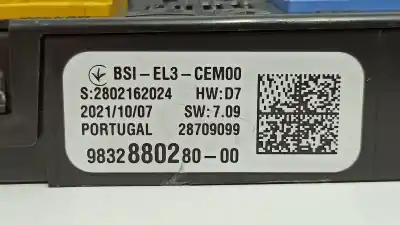 BSI-EL3-CEM00
S:2802162024 HW:D7
2021/10/07 SW:7.09
PORTUGAL 28709099
9832880280-00